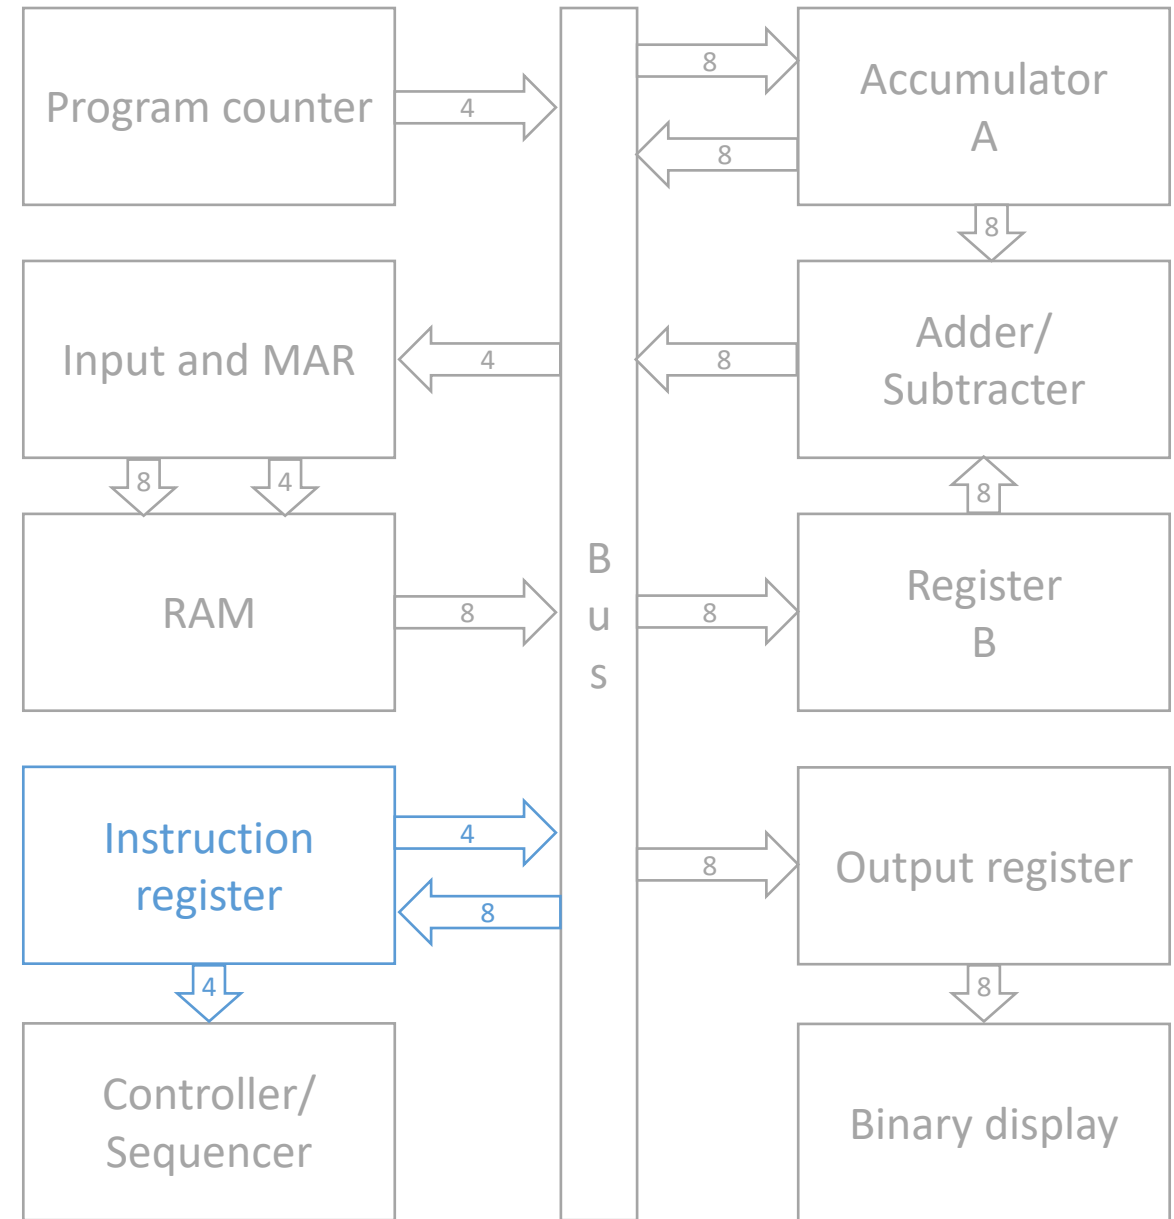 Program counter
4
Input and MAR
4
8
4
RAM
8
Instruction
register
4
8
4
Controller/
Sequencer
B
u
s
8
Accumulator
A
8
8
Adder/
Subtracter
8
8
Register
B
8
Output register
8
8
Binary display